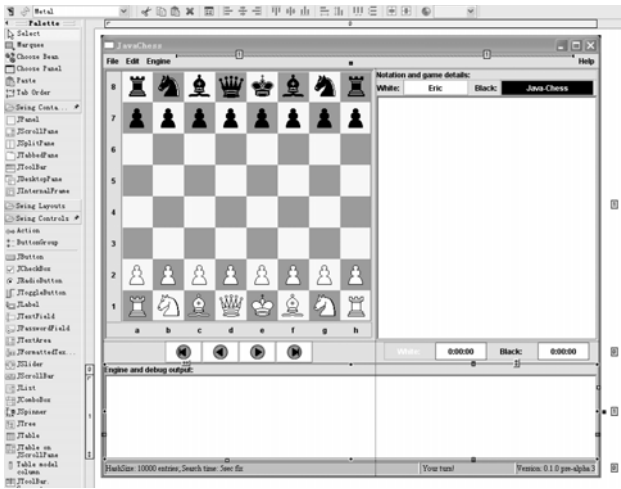 Metal
Palette
Select
Marquee
Choose Bean
Choose Panel
Paste
Tab Order
Swing Conta...
JPanel
JScrollPane
JSplitPane
JTabbedPane
JToolBar
JDesktopPane
JInternalFrame
Swing Layouts
Swing Controls
Action
ButtonGroup
JButton
JCheckBox
JRadioButton
JToggleButton
JLabel
JTextField
JPasswordField
JTextArea
JFormattedTex...
JSlider
JScrollBar
JList
JComboBox
JSpinner
JTree
JTable
JTable on
JScrollPane
Table model
column
JToolBar.
JavaChess
File Edit Engine Help
Notation and game details:
White: Eric Black: Java-Chess
8
7
6
5
4
3
2
1
a b c d e f g h
White: 0:00:00 Black: 0:00:00
Engine and debug output:
HashSize: 10000 entries; Search time: 5sec fix Your turn! Version: 0.1.0 pre-alpha 3